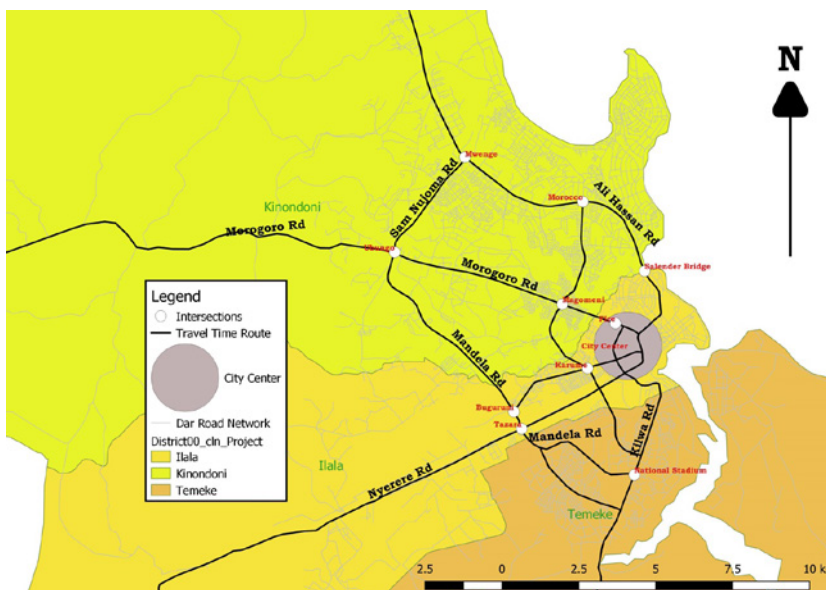 N
Mwenge
Morocco
Ali Hassan Rd
Sam Nujoma Rd
Kinondoni
Morogoro Rd
Ubungo
Morogoro Rd
Salender Bridge
Magomeni
Fire
City Center
Karume
Mandela Rd
Buguruni
Tazara
Mandela Rd
Kilwa Rd
National Stadium
Ilala
Nyerere Rd
Temeke
Legend
Intersections
Travel Time Route
City Center
Dar Road Network
District00_cln_Project
Ilala
Kinondoni
Temeke
2.5 0 2.5 5 7.5 10 k